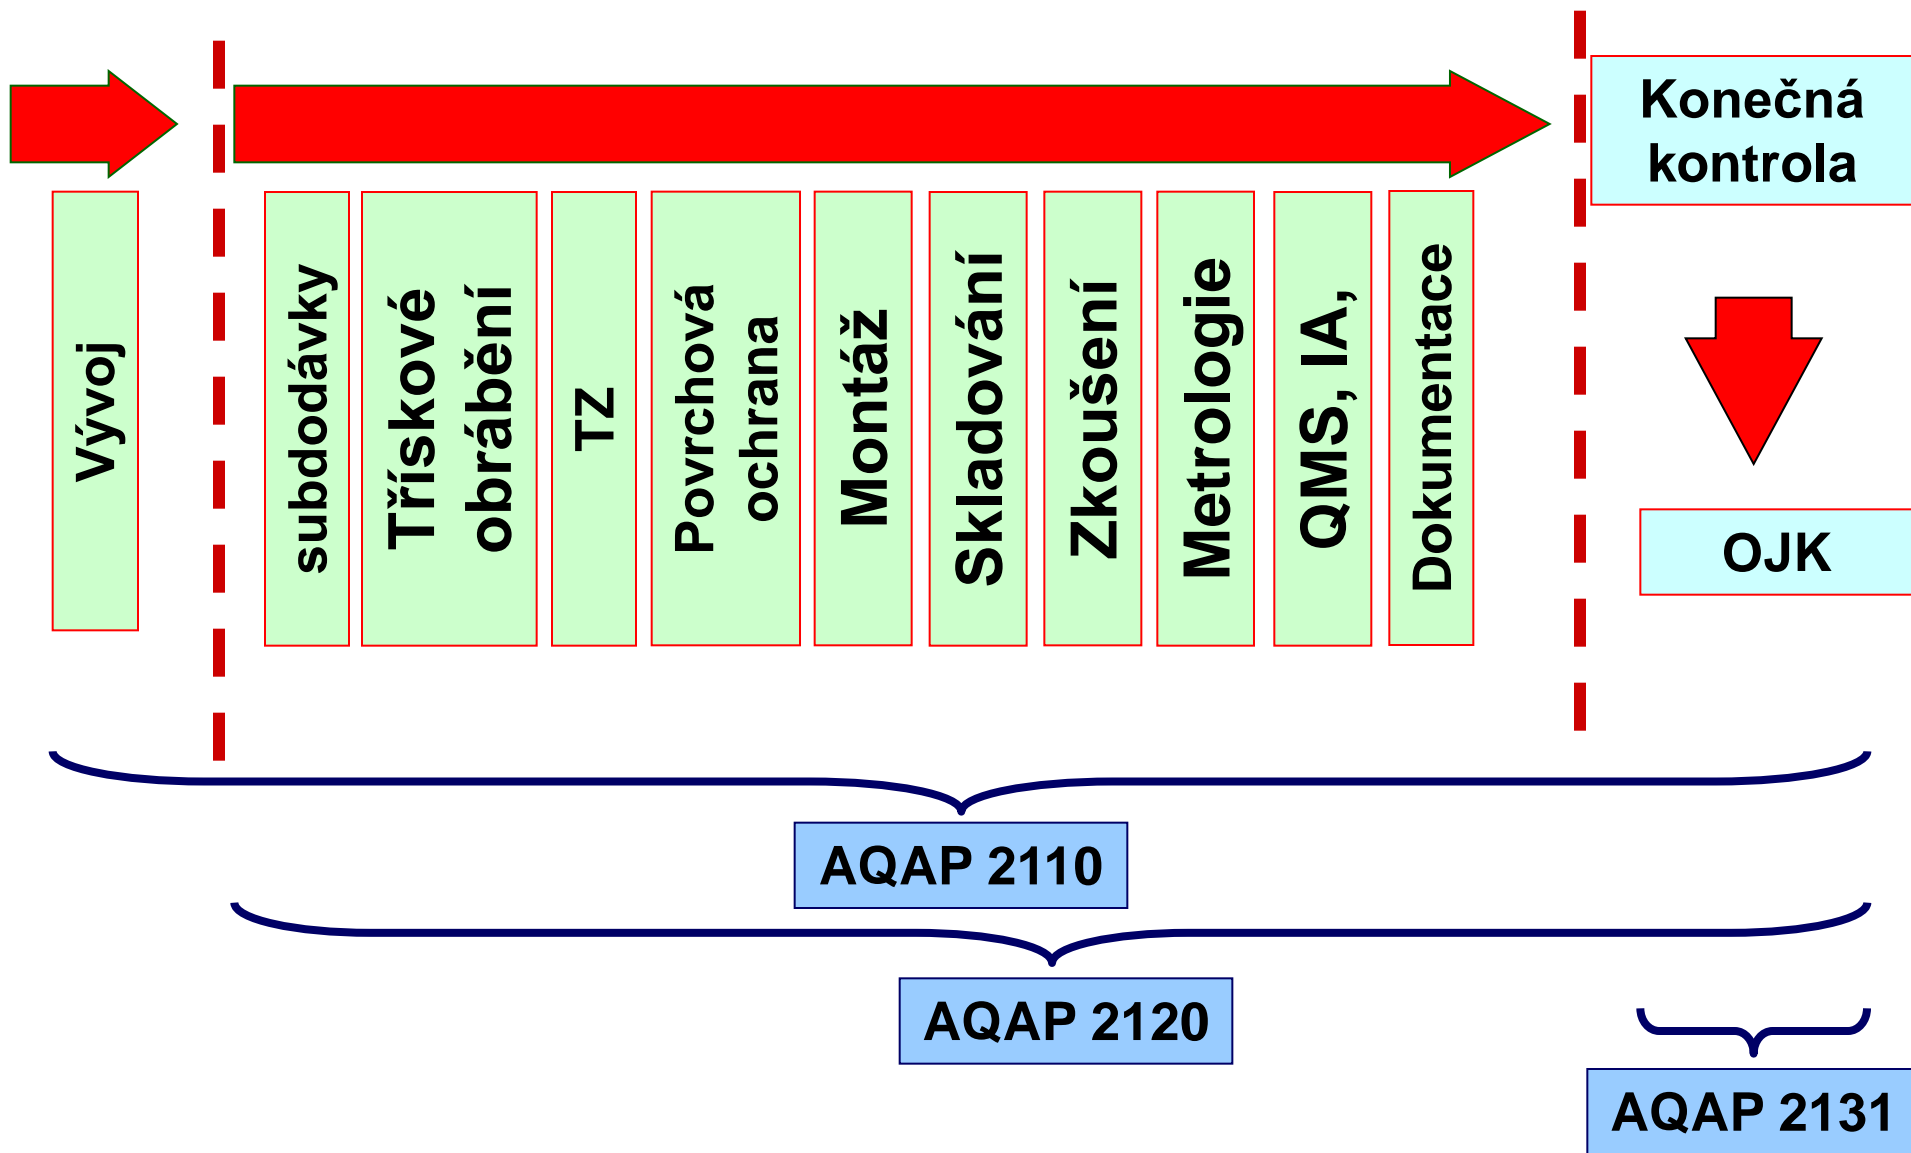 Konečná
kontrola
Vývoj
subdodávky
Třískové
obrábění
TZ
Povrchová
ochrana
Montáž
Skladování
Zkoušení
Metrologie
QMS, IA,
Dokumentace
OJK
AQAP 2110
AQAP 2120
AQAP 2131